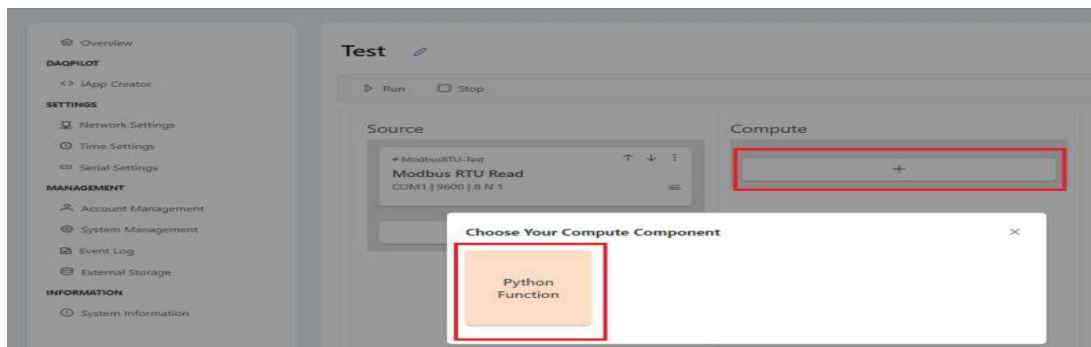 Overview
DAQPILOT
<> iApp Creator
SETTINGS
Network Settings
Time Settings
Serial Settings
MANAGEMENT
Account Management
System Management
Event Log
External Storage
INFORMATION
System Information
Test
Run Stop
Source
# ModbusRTU-Test
Modbus RTU Read
COM1 | 9600 | 8 N 1
Compute
+
Choose Your Compute Component
Python
Function